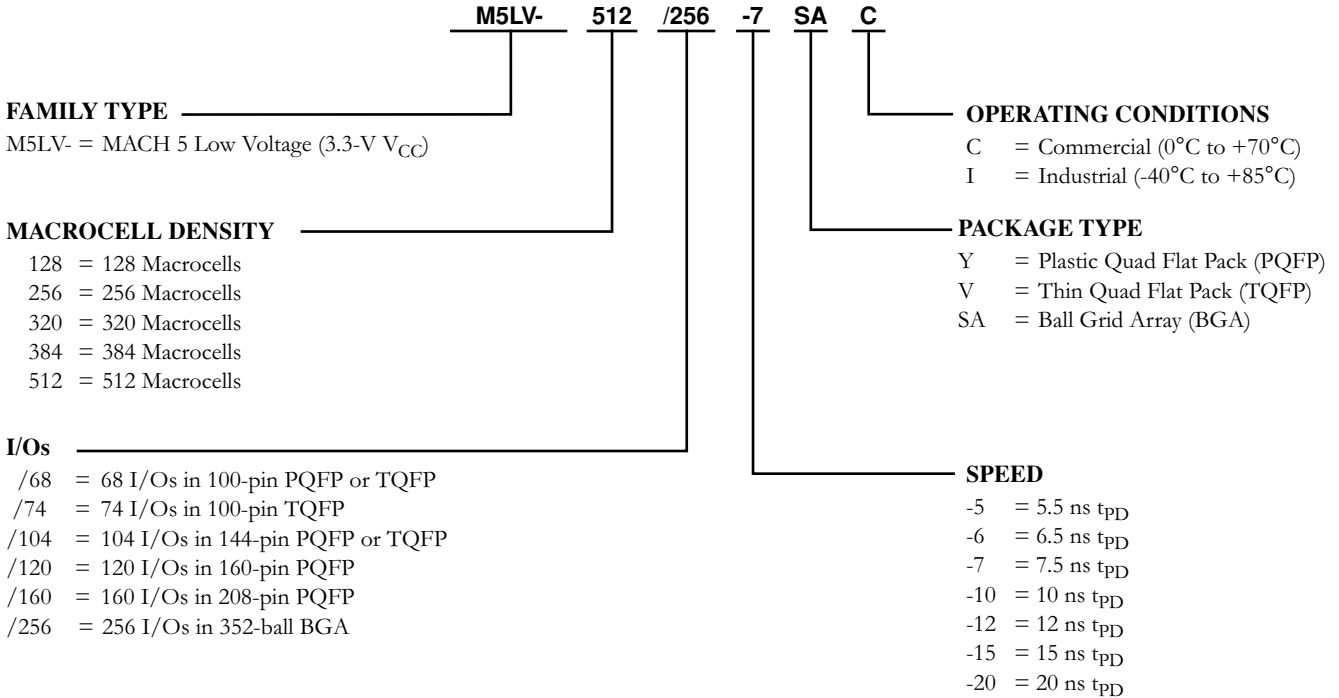 M5LV- 512 /256 -7 SA C
FAMILY TYPE
M5LV- = MACH 5 Low Voltage (3.3-V VCC)
MACROCELL DENSITY
128 = 128 Macrocells
256 = 256 Macrocells
320 = 320 Macrocells
384 = 384 Macrocells
512 = 512 Macrocells
I/Os
/68 = 68 I/Os in 100-pin PQFP or TQFP
/74 = 74 I/Os in 100-pin TQFP
/104 = 104 I/Os in 144-pin PQFP or TQFP
/120 = 120 I/Os in 160-pin PQFP
/160 = 160 I/Os in 208-pin PQFP
/256 = 256 I/Os in 352-ball BGA
OPERATING CONDITIONS
C = Commercial (0°C to +70°C)
I = Industrial (-40°C to +85°C)
PACKAGE TYPE
Y = Plastic Quad Flat Pack (PQFP)
V = Thin Quad Flat Pack (TQFP)
SA = Ball Grid Array (BGA)
SPEED
-5 = 5.5 ns tPD
-6 = 6.5 ns tPD
-7 = 7.5 ns tPD
-10 = 10 ns tPD
-12 = 12 ns tPD
-15 = 15 ns tPD
-20 = 20 ns tPD